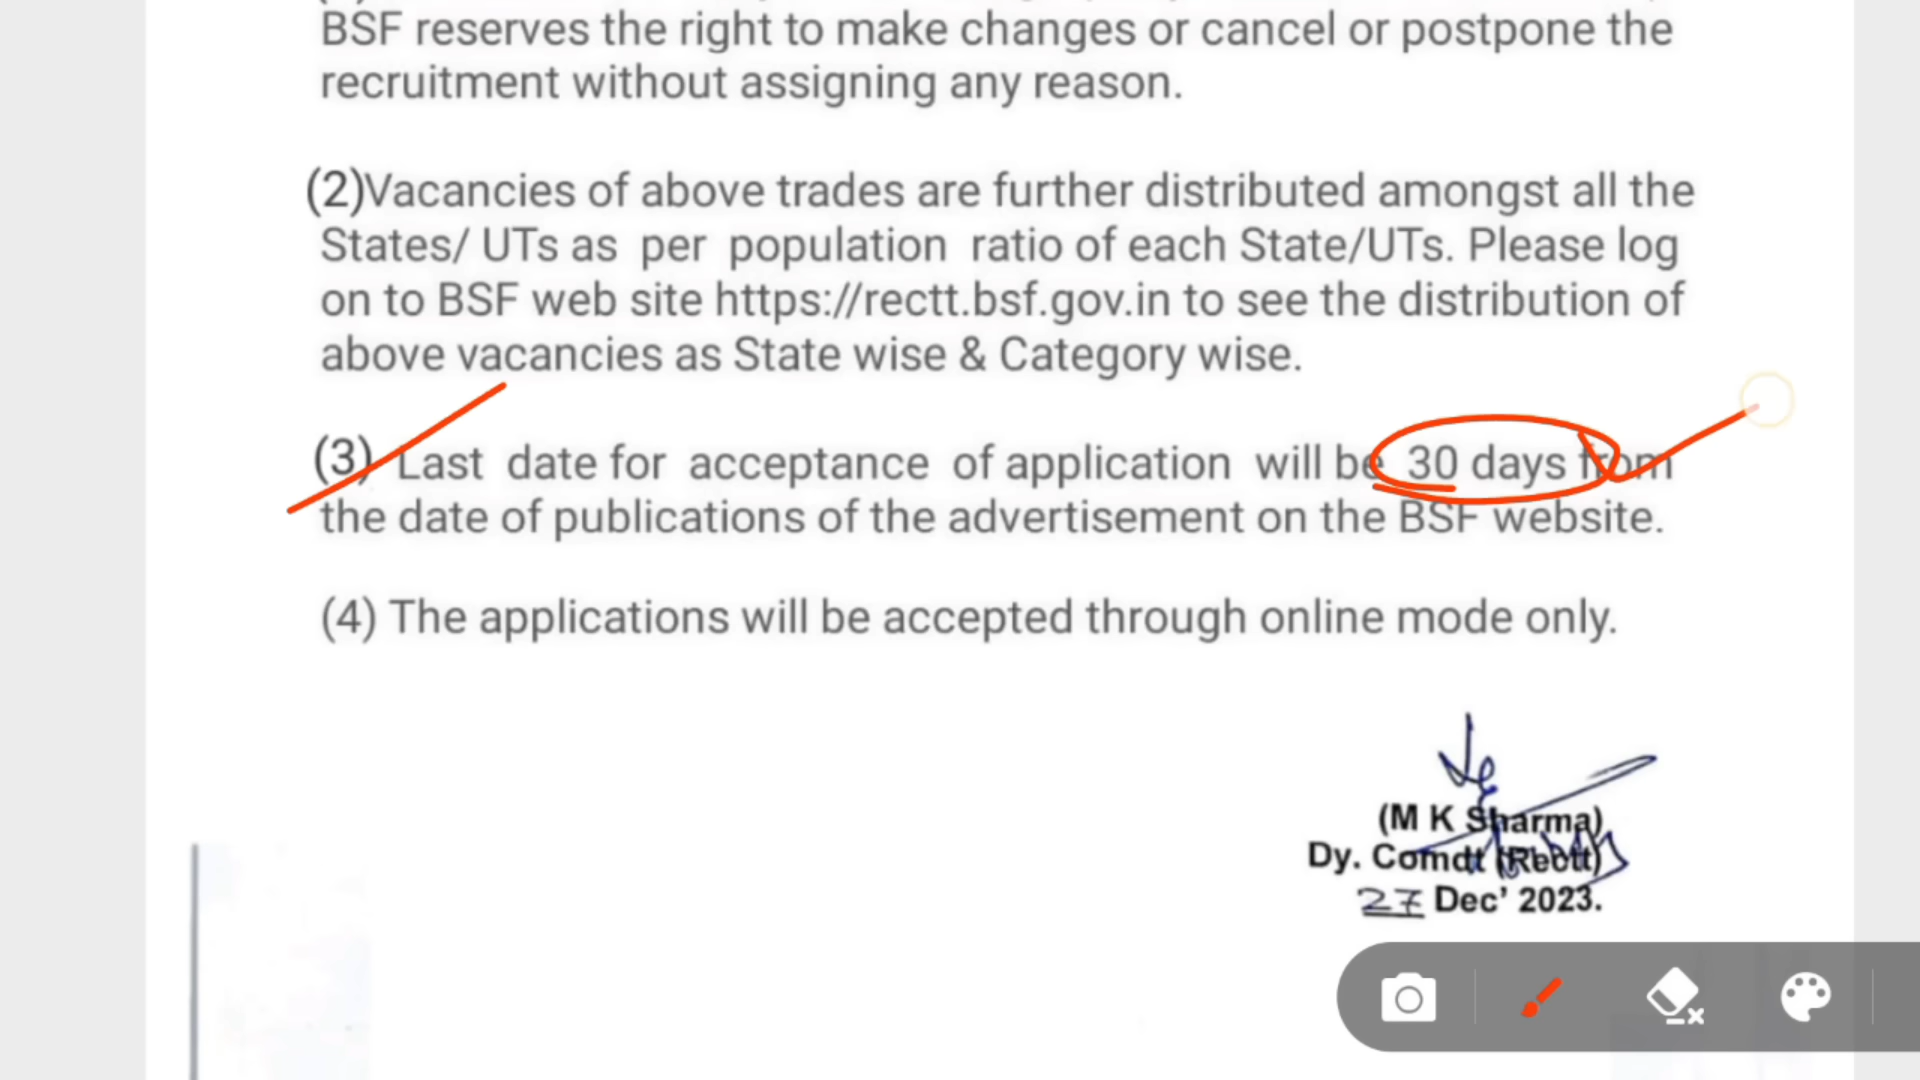 BSF reserves the right to make changes or cancel or postpone the
recruitment without assigning any reason.
(2)Vacancies of above trades are further distributed amongst all the
States/ UTs as per population ratio of each State/UTs. Please log
on to BSF web site https://rectt.bsf.gov.in to see the distribution of
above vacancies as State wise & Category wise.
(3) Last date for acceptance of application will be 30 days from
the date of publications of the advertisement on the BSF website.
(4) The applications will be accepted through online mode only.
(M K Sharma)
Dy. Comdt (Rectt)
27 Dec' 2023.